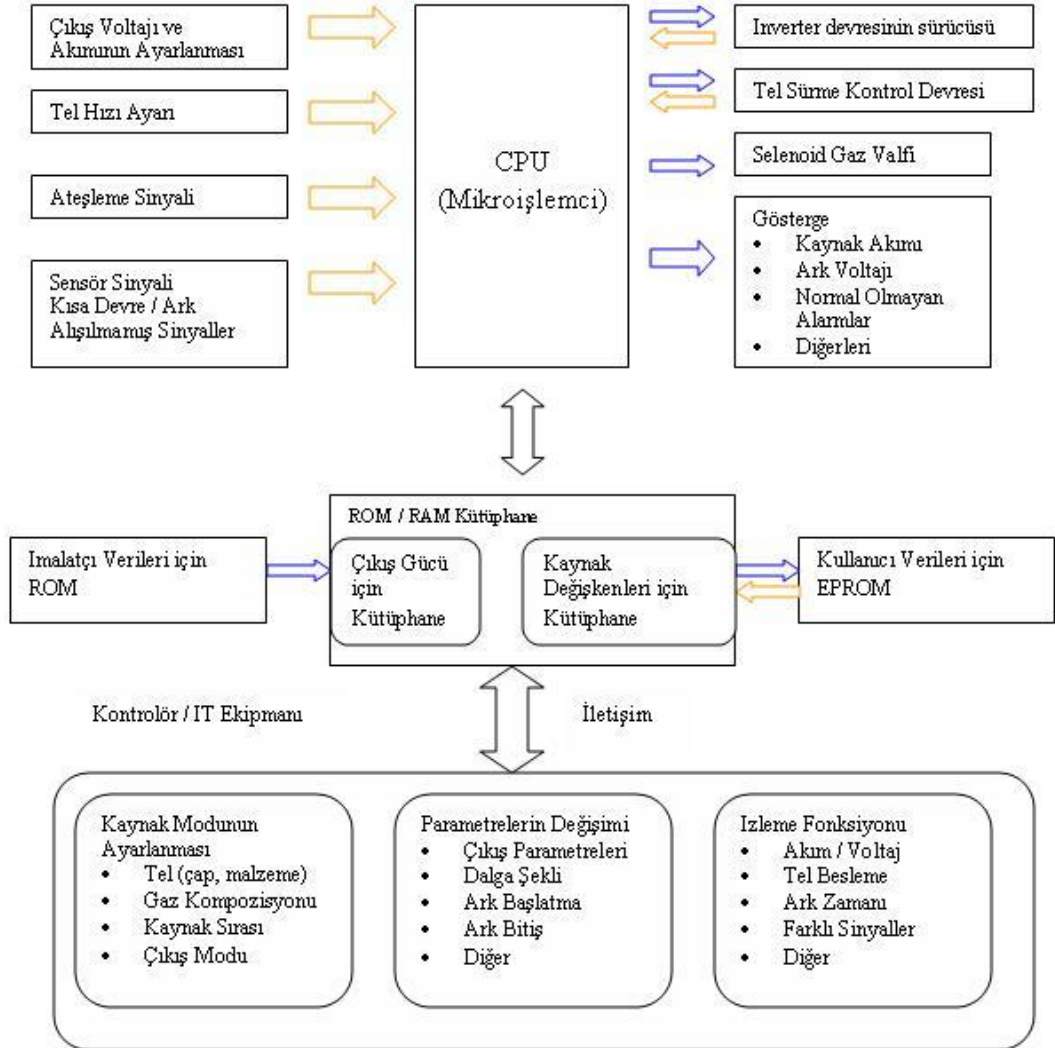 Çıkış Voltajı ve
Akımının Ayarlanması
Tel Hızı Ayarı
Ateşleme Sinyali
Sensör Sinyali
Kısa Devre / Ark
Alışılmamış Sinyaller
CPU
(Mikroişlemci)
Inverter devresinin sürücüsü
Tel Sürme Kontrol Devresi
Selenoid Gaz Valfi
Gösterge
• Kaynak Akımı
• Ark Voltajı
• Normal Olmayan
Alarmlar
• Diğerleri
ROM / RAM Kütüphane
Imalatçı Verileri için
ROM
Çıkış Gücü
için
Kütüphane
Kaynak
Değişkenleri için
Kütüphane
Kullanıcı Verileri için
EPROM
Kontrolör / IT Ekipmanı
İletişim
Kaynak Modunun
Ayarlanması
• Tel (çap, malzeme)
• Gaz Kompozisyonu
• Kaynak Sırası
• Çıkış Modu
Parametrelerin Değişimi
• Çıkış Parametreleri
• Dalga Şekli
• Ark Başlatma
• Ark Bitiş
• Diğer
Izleme Fonksiyonu
• Akım / Voltaj
• Tel Besleme
• Ark Zamanı
• Farklı Sinyaller
• Diğer